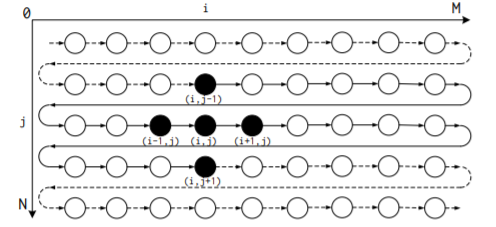 0 i M
(i,j-1)
j
(i-1,j) (i,j) (i+1,j)
(i,j+1)
N